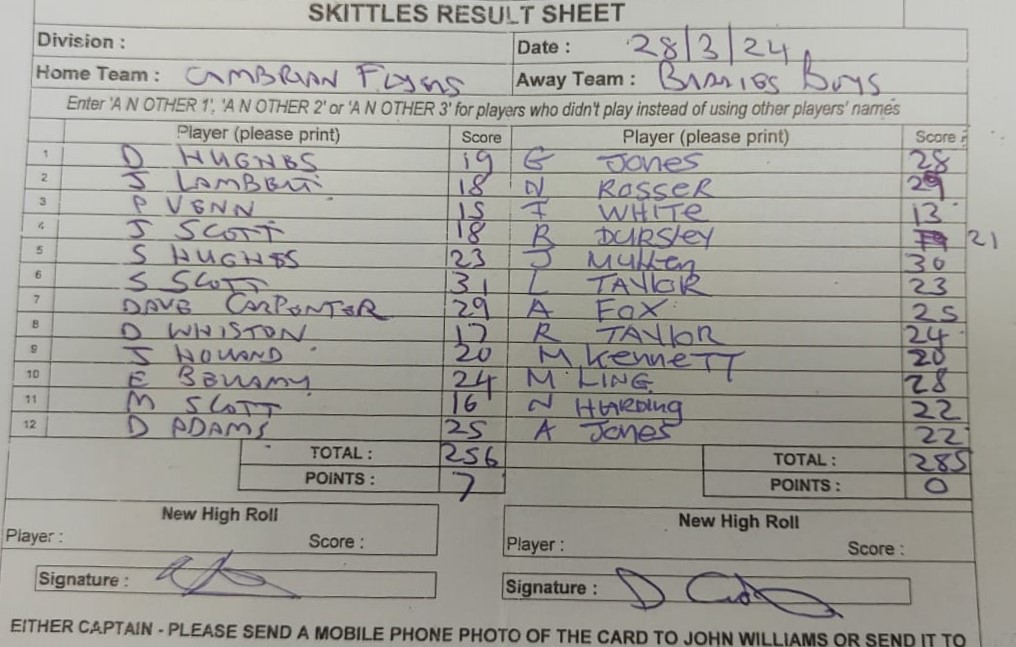 SKITTLES RESULT SHEET
Division : Date : 28/3/24
Home Team : CAMBRIAN FLYERS Away Team : BARRIES BOYS
Enter 'A N OTHER 1', 'A N OTHER 2' or 'A N OTHER 3' for players who didn't play instead of using other players' names
Player (please print) Score Player (please print) Score
1 D HUGHES 19 G JONES 28
2 J LAMBERT 18 N ROSSER 29
3 P VENN 15 F WHITE 13
4 J SCOTT 18 B DURSLEY 21
5 S HUGHES 23 J Mullen 30
6 S SCOTT 31 L TAYLOR 23
7 DAVE CARPENTER 29 A FOX 25
8 D WHISTON 17 R TAYLOR 24
9 J HOLLAND 20 M KENNETT 20
10 E BELLAMY 24 M LING 28
11 M SCOTT 16 N HARDING 22
12 D ADAMS 25 A JONES 22
TOTAL : 256 TOTAL : 285
POINTS : 7 POINTS : 0
New High Roll New High Roll
Player : Score : Player : Score :
Signature : Signature :
EITHER CAPTAIN - PLEASE SEND A MOBILE PHONE PHOTO OF THE CARD TO JOHN WILLIAMS OR SEND IT TO